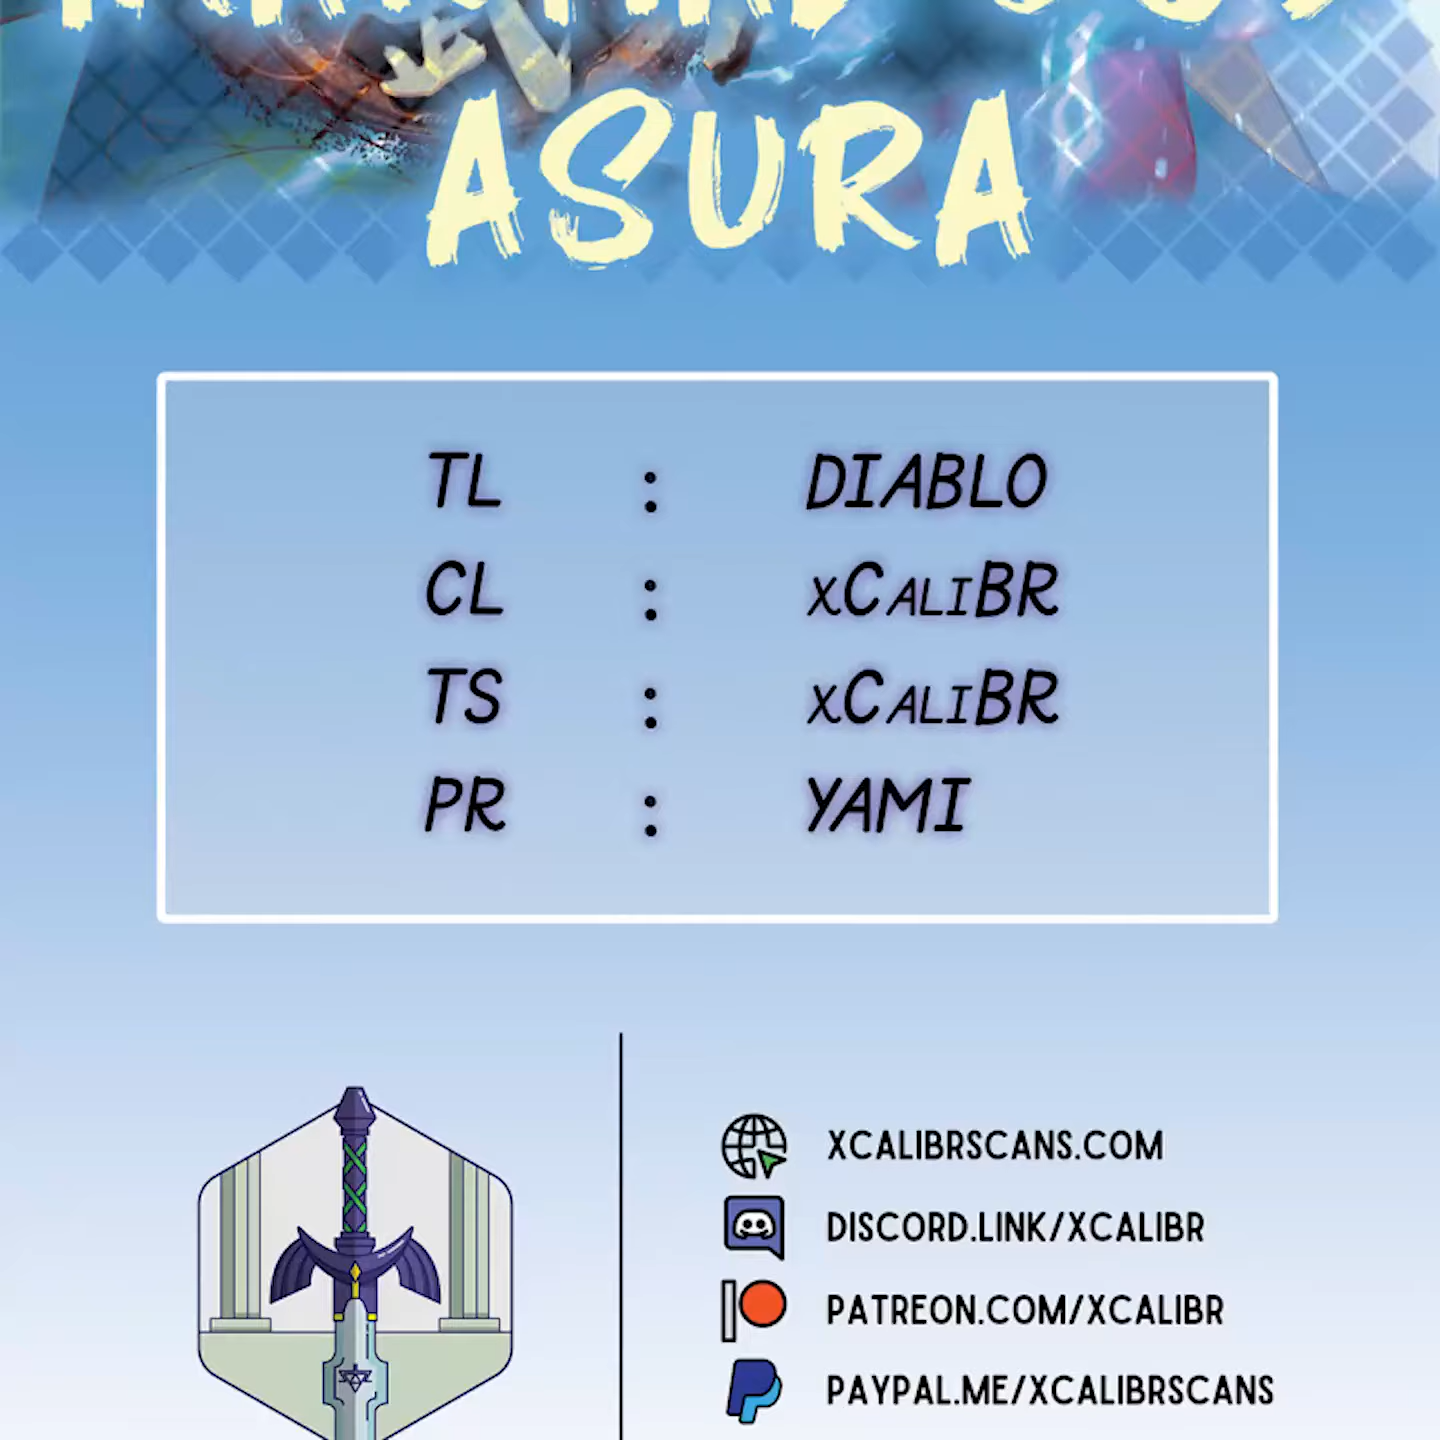 ASURA
TL : DIABLO
CL : xCALIBR
TS : xCALIBR
PR : YAMI
XCALIBRSCANS.COM
DISCORD.LINK/XCALIBR
PATREON.COM/XCALIBR
PAYPAL.ME/XCALIBRSCANS